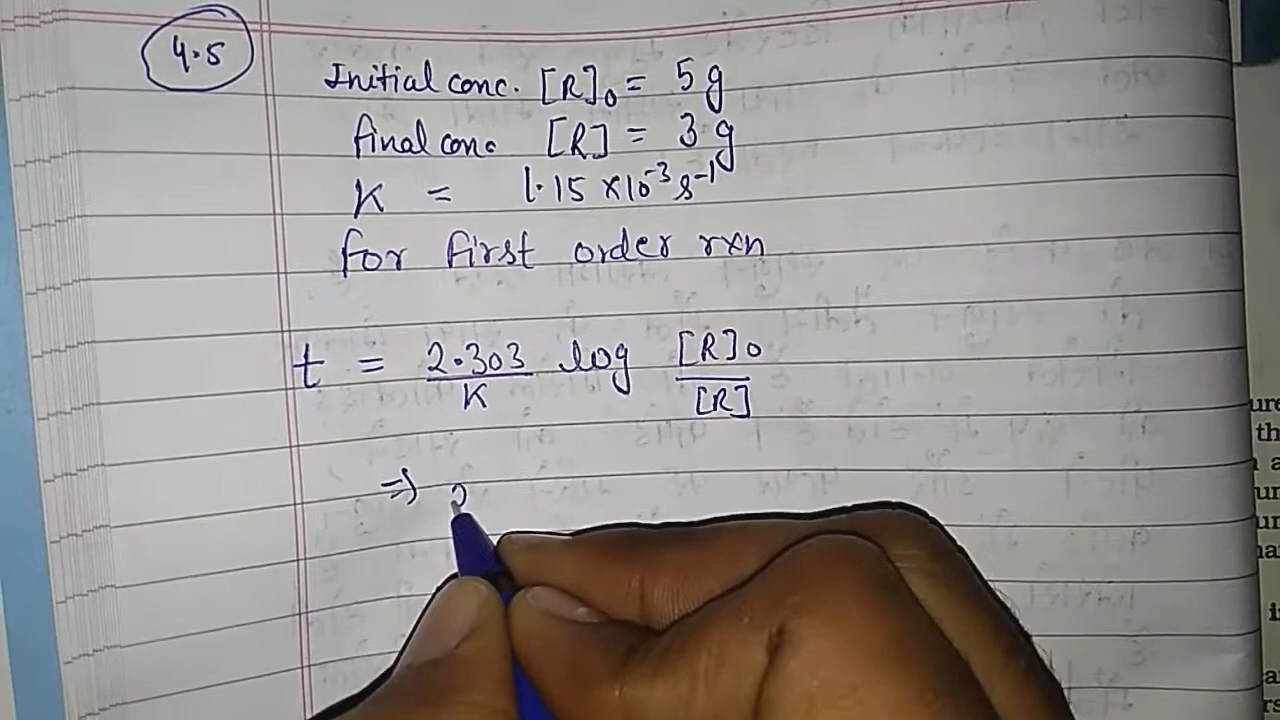 4.5
Initial conc. [R]₀ = 5 g
final conc [R] = 3 g
K = 1.15 × 10⁻³ s⁻¹
for first order rxn
t = 2.303/K log [R]₀/[R]
⇒ 2